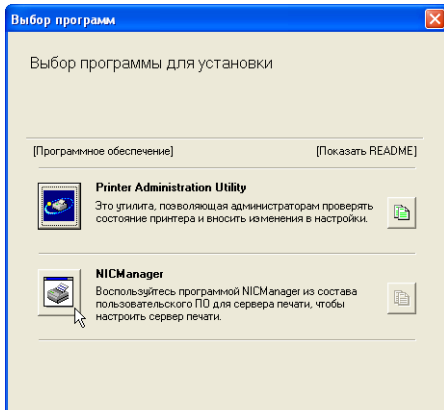 Выбор программ
Выбор программы для установки
[Программное обеспечение] [Показать README]
Printer Administration Utility
Это утилита, позволяющая администраторам проверять
состояние принтера и вносить изменения в настройки.
NICManager
Воспользуйтесь программой NICManager из состава
пользовательского ПО для сервера печати, чтобы
настроить сервер печати.